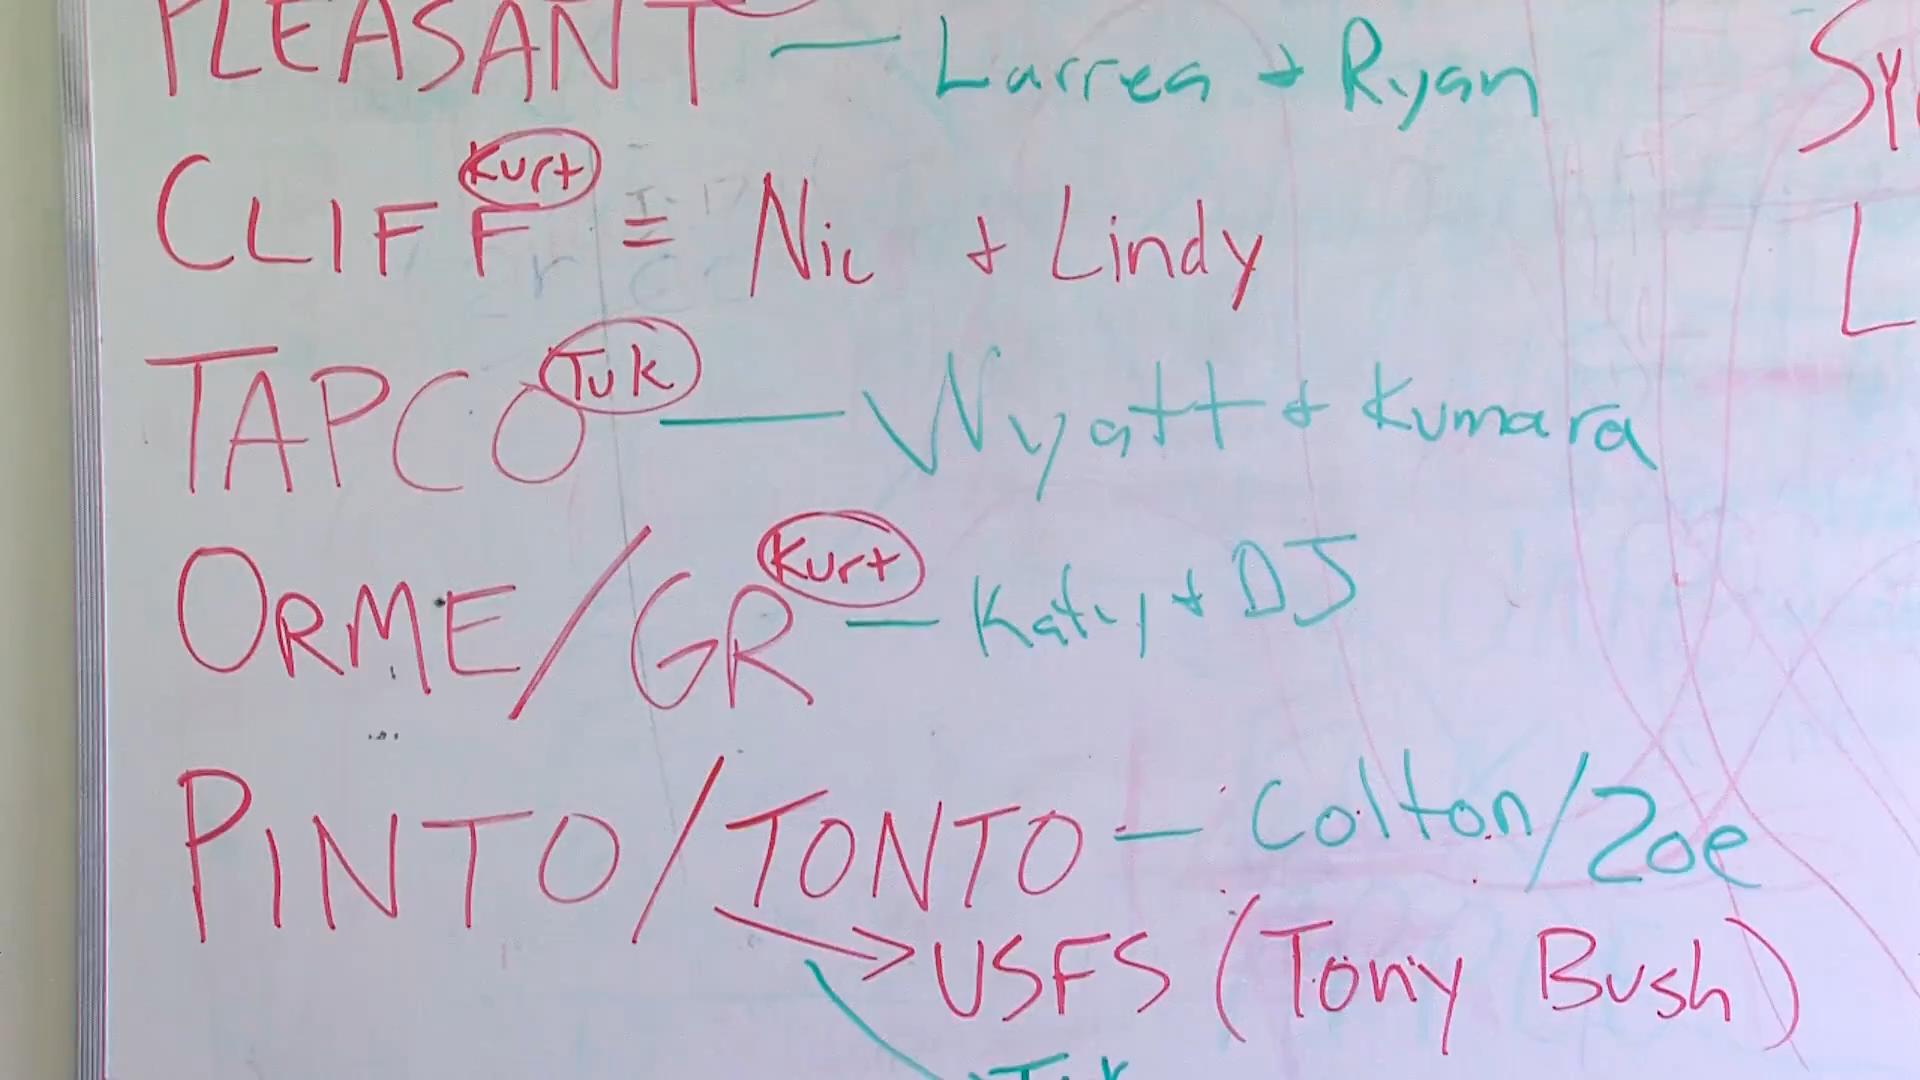 PLEASANT — Larrea + Ryan
Kurt
CLIFF = Nic + Lindy
Tuk
TAPCO — Wyatt + Kumara
Kurt
ORME/GR — Katy + DJ
PINTO/TONTO — Colton/Zoe
→ USFS (Tony Bush)